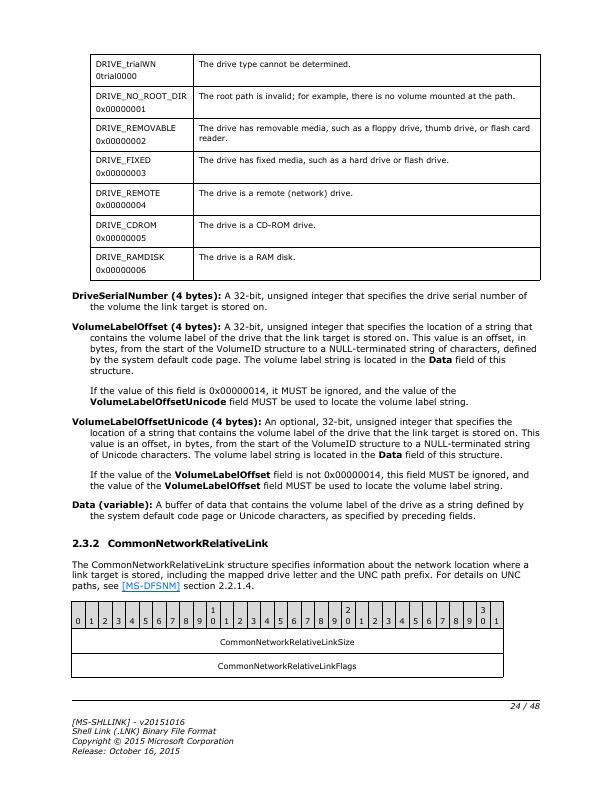 DRIVE_trialWN
0trial0000
The drive type cannot be determined.
DRIVE_NO_ROOT_DIR
0x00000001
The root path is invalid; for example, there is no volume mounted at the path.
DRIVE_REMOVABLE
0x00000002
The drive has removable media, such as a floppy drive, thumb drive, or flash card
reader.
DRIVE_FIXED
0x00000003
The drive has fixed media, such as a hard drive or flash drive.
DRIVE_REMOTE
0x00000004
The drive is a remote (network) drive.
DRIVE_CDROM
0x00000005
The drive is a CD-ROM drive.
DRIVE_RAMDISK
0x00000006
The drive is a RAM disk.
DriveSerialNumber (4 bytes): A 32-bit, unsigned integer that specifies the drive serial number of
the volume the link target is stored on.
VolumeLabelOffset (4 bytes): A 32-bit, unsigned integer that specifies the location of a string that
contains the volume label of the drive that the link target is stored on. This value is an offset, in
bytes, from the start of the VolumeID structure to a NULL-terminated string of characters, defined
by the system default code page. The volume label string is located in the Data field of this
structure.
If the value of this field is 0x00000014, it MUST be ignored, and the value of the
VolumeLabelOffsetUnicode field MUST be used to locate the volume label string.
VolumeLabelOffsetUnicode (4 bytes): An optional, 32-bit, unsigned integer that specifies the
location of a string that contains the volume label of the drive that the link target is stored on. This
value is an offset, in bytes, from the start of the VolumeID structure to a NULL-terminated string
of Unicode characters. The volume label string is located in the Data field of this structure.
If the value of the VolumeLabelOffset field is not 0x00000014, this field MUST be ignored, and
the value of the VolumeLabelOffset field MUST be used to locate the volume label string.
Data (variable): A buffer of data that contains the volume label of the drive as a string defined by
the system default code page or Unicode characters, as specified by preceding fields.
2.3.2 CommonNetworkRelativeLink
The CommonNetworkRelativeLink structure specifies information about the network location where a
link target is stored, including the mapped drive letter and the UNC path prefix. For details on UNC
paths, see [MS-DFSNM] section 2.2.1.4.
1 2 3
0 1 2 3 4 5 6 7 8 9 0 1 2 3 4 5 6 7 8 9 0 1 2 3 4 5 6 7 8 9 0 1
CommonNetworkRelativeLinkSize
CommonNetworkRelativeLinkFlags
24 / 48
[MS-SHLLINK] - v20151016
Shell Link (.LNK) Binary File Format
Copyright © 2015 Microsoft Corporation
Release: October 16, 2015